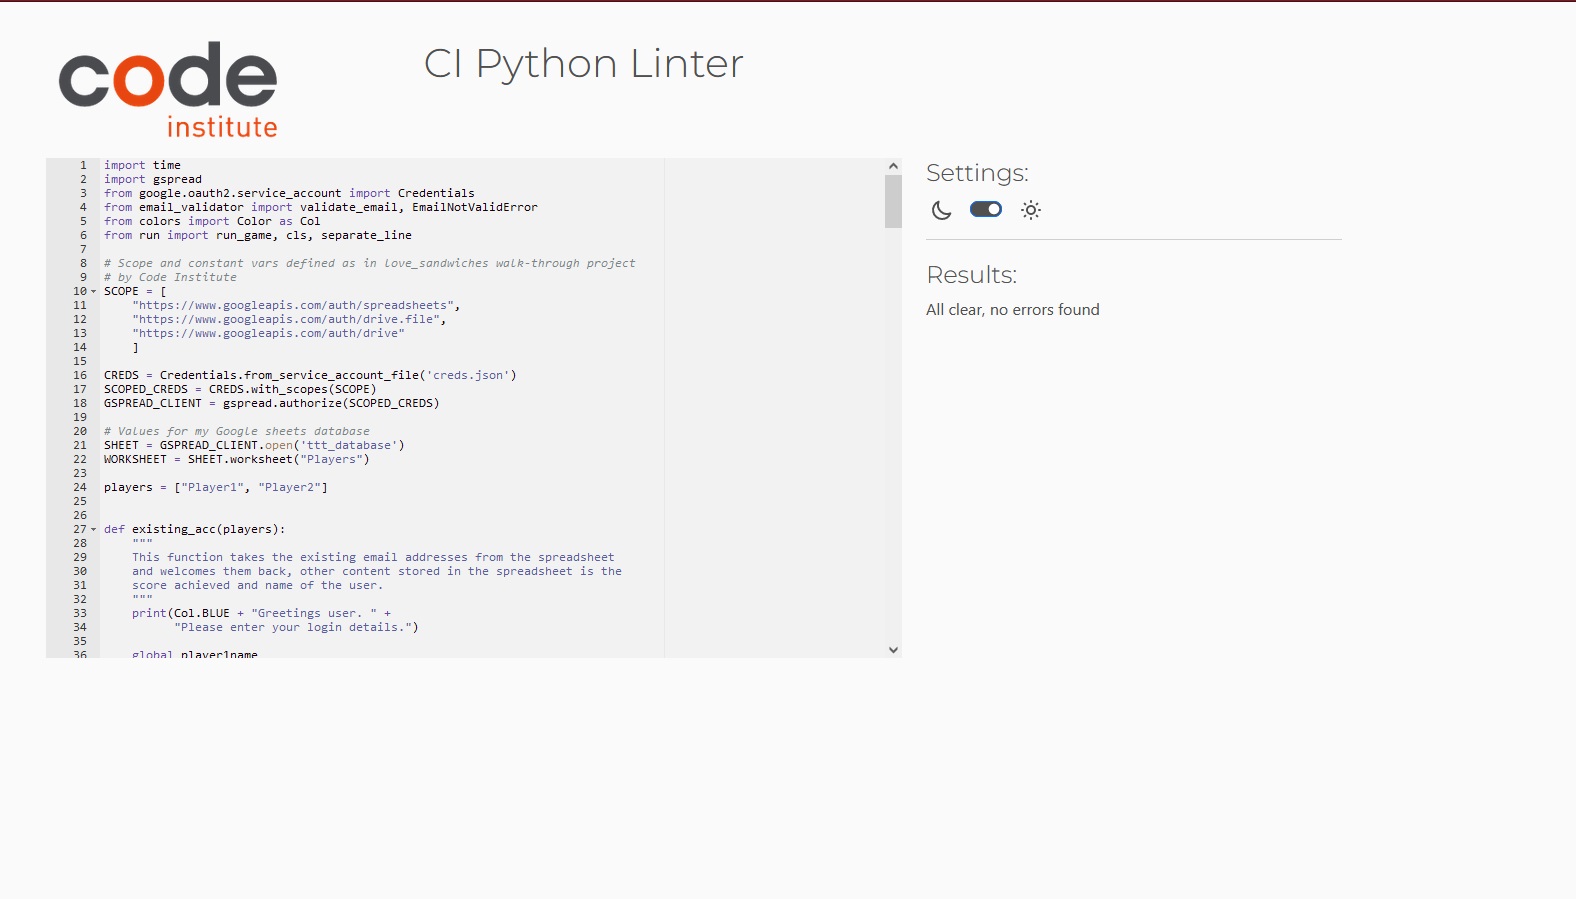 code
institute
CI Python Linter
1 import time
2 import gspread
3 from google.oauth2.service_account import Credentials
4 from email_validator import validate_email, EmailNotValidError
5 from colors import Color as Col
6 from run import run_game, cls, separate_line
7
8 # Scope and constant vars defined as in love_sandwiches walk-through project
9 # by Code Institute
10 SCOPE = [
11     "https://www.googleapis.com/auth/spreadsheets",
12     "https://www.googleapis.com/auth/drive.file",
13     "https://www.googleapis.com/auth/drive"
14     ]
15
16 CREDS = Credentials.from_service_account_file('creds.json')
17 SCOPED_CREDS = CREDS.with_scopes(SCOPE)
18 GSPREAD_CLIENT = gspread.authorize(SCOPED_CREDS)
19
20 # Values for my Google sheets database
21 SHEET = GSPREAD_CLIENT.open('ttt_database')
22 WORKSHEET = SHEET.worksheet("Players")
23
24 players = ["Player1", "Player2"]
25
26
27 def existing_acc(players):
28     """
29     This function takes the existing email addresses from the spreadsheet
30     and welcomes them back, other content stored in the spreadsheet is the
31     score achieved and name of the user.
32     """
33     print(Col.BLUE + "Greetings user. " +
34           "Please enter your login details.")
35
36     global player1name
Settings:
Results:
All clear, no errors found